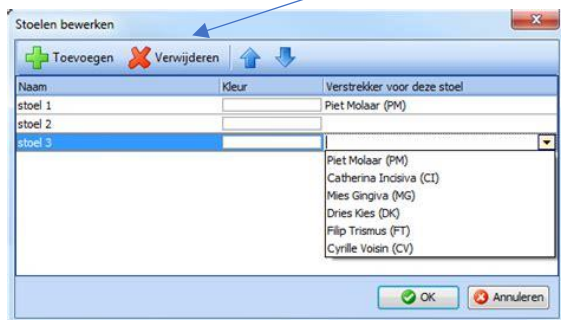 Stoelen bewerken
Toevoegen Verwijderen
Naam Kleur Verstrekker voor deze stoel
stoel 1 Piet Molaar (PM)
stoel 2
stoel 3
Piet Molaar (PM)
Catherina Incisiva (CI)
Mies Gingiva (MG)
Dries Kies (DK)
Filip Trismus (FT)
Cyrille Voisin (CV)
OK Annuleren